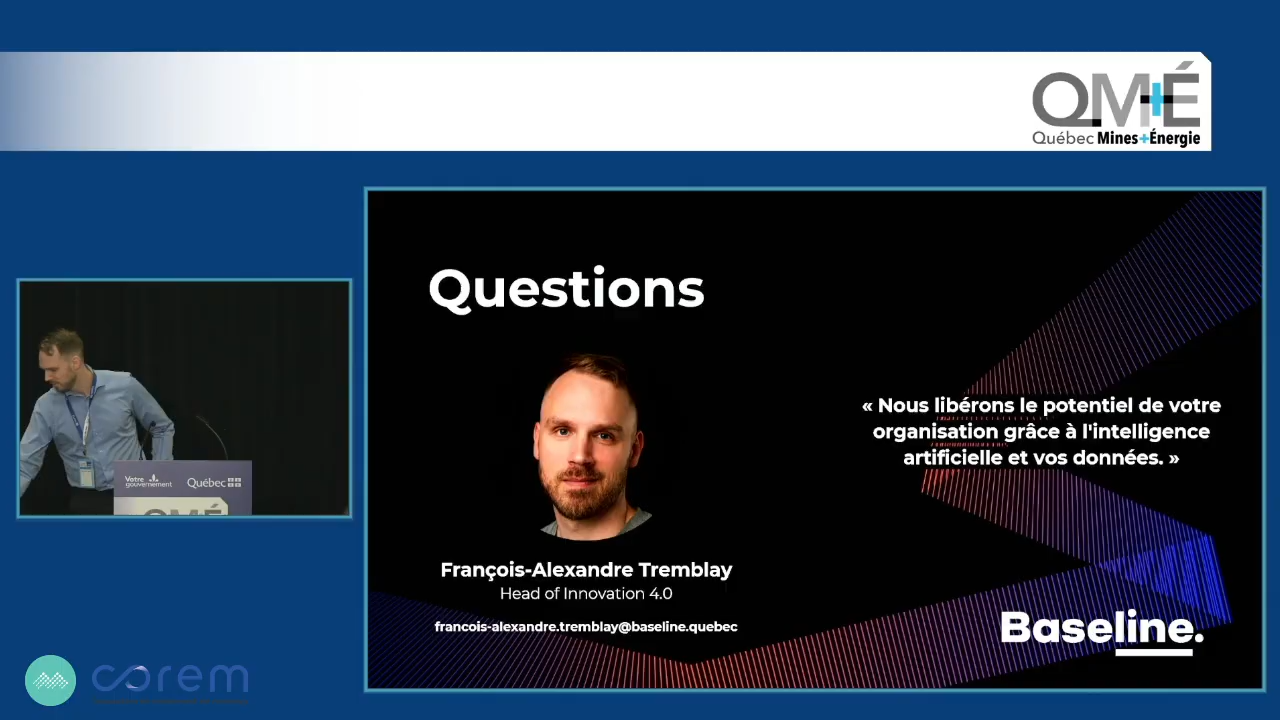 QM+É
Québec Mines+Énergie
Questions
« Nous libérons le potentiel de votre
organisation grâce à l'intelligence
artificielle et vos données. »
François-Alexandre Tremblay
Head of Innovation 4.0
francois-alexandre.tremblay@baseline.quebec
Baseline.
Votre
gouvernement
Québec
QMÉ
corem